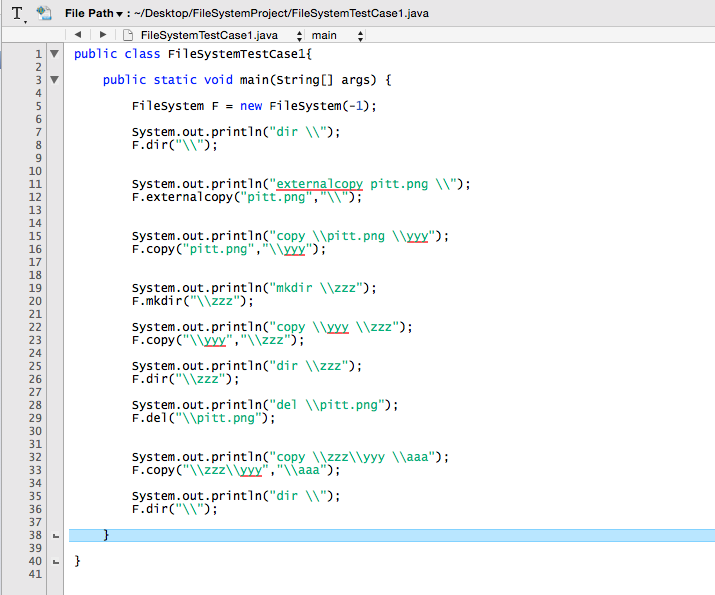 T. File Path ▾ : ~/Desktop/FileSystemProject/FileSystemTestCase1.java
◀ ▶ FileSystemTestCase1.java main
1 public class FileSystemTestCase1{
2
3 public static void main(String[] args) {
4
5 FileSystem F = new FileSystem(-1);
6
7 System.out.println("dir \\");
8 F.dir("\\");
9
10
11 System.out.println("externalcopy pitt.png \\");
12 F.externalcopy("pitt.png","\\");
13
14
15 System.out.println("copy \\pitt.png \\yyy");
16 F.copy("pitt.png","\\yyy");
17
18
19 System.out.println("mkdir \\zzz");
20 F.mkdir("\\zzz");
21
22 System.out.println("copy \\yyy \\zzz");
23 F.copy("\\yyy","\\zzz");
24
25 System.out.println("dir \\zzz");
26 F.dir("\\zzz");
27
28 System.out.println("del \\pitt.png");
29 F.del("\\pitt.png");
30
31
32 System.out.println("copy \\zzz\\yyy \\aaa");
33 F.copy("\\zzz\\yyy","\\aaa");
34
35 System.out.println("dir \\");
36 F.dir("\\");
37
38 }
39
40 }
41